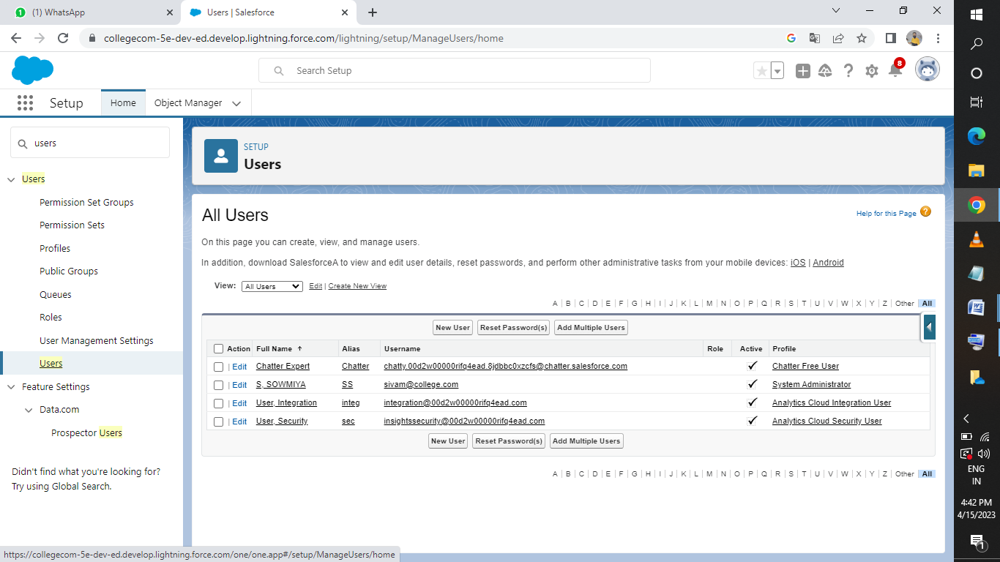 (1) WhatsApp
Users | Salesforce
collegecom-5e-dev-ed.develop.lightning.force.com/lightning/setup/ManageUsers/home
Search Setup
8
Setup
Home
Object Manager
users
Users
Permission Set Groups
Permission Sets
Profiles
Public Groups
Queues
Roles
User Management Settings
Users
Feature Settings
Data.com
Prospector Users
Didn't find what you're looking for?
Try using Global Search.
SETUP
Users
All Users
Help for this Page
On this page you can create, view, and manage users.
In addition, download SalesforceA to view and edit user details, reset passwords, and perform other administrative tasks from your mobile devices: iOS | Android
View: All Users Edit | Create New View
A | B | C | D | E | F | G | H | I | J | K | L | M | N | O | P | Q | R | S | T | U | V | W | X | Y | Z | Other All
New User Reset Password(s) Add Multiple Users
Action Full Name Alias Username Role Active Profile
| Edit Chatter Expert Chatter chatty.00d2w00000rifq4ead.8jdbbc0xzcfs@chatter.salesforce.com Chatter Free User
| Edit S, SOWMIYA SS sivam@college.com System Administrator
| Edit User, Integration integ integration@00d2w00000rifq4ead.com Analytics Cloud Integration User
| Edit User, Security sec insightssecurity@00d2w00000rifq4ead.com Analytics Cloud Security User
New User Reset Password(s) Add Multiple Users
A | B | C | D | E | F | G | H | I | J | K | L | M | N | O | P | Q | R | S | T | U | V | W | X | Y | Z | Other All
https://collegecom-5e-dev-ed.develop.lightning.force.com/one/one.app#/setup/ManageUsers/home
ENG
IN
4:42 PM
4/15/2023
1